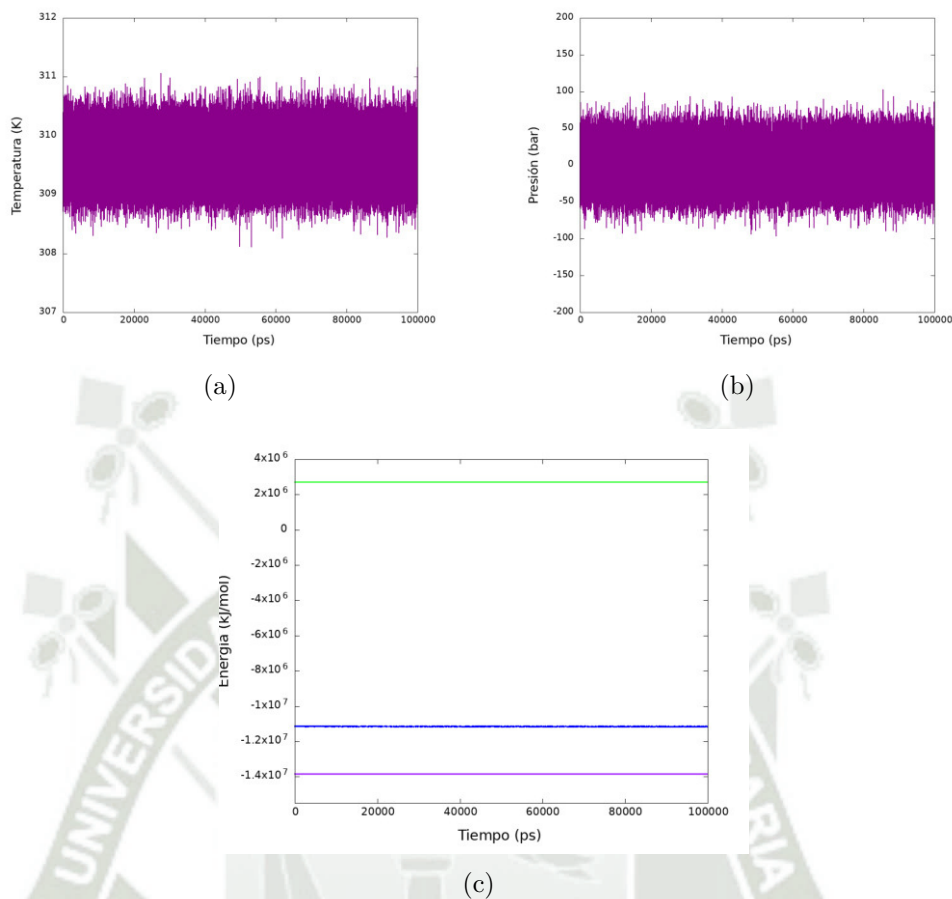 312
311
310
309
308
307
Temperatura (K)
0 20000 40000 60000 80000 100000
Tiempo (ps)
(a)
200
150
100
50
0
-50
-100
-150
-200
Presión (bar)
0 20000 40000 60000 80000 100000
Tiempo (ps)
(b)
4x10^6
2x10^6
0
-2x10^6
-4x10^6
-6x10^6
-8x10^6
-1x10^7
-1.2x10^7
-1.4x10^7
Energia (kJ/mol)
0 20000 40000 60000 80000 100000
Tiempo (ps)
(c)
UNIVERSID
ARIA